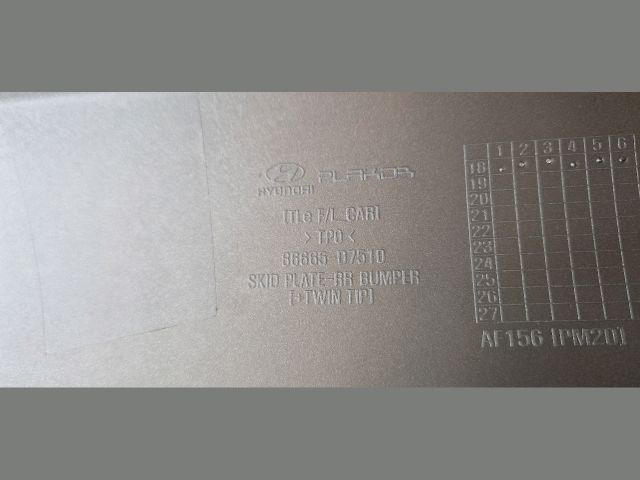 HYUNDAI PLAKOR
[TLe F/L CAR]
>TPO<
86665-D7510
SKID PLATE-RR BUMPER
[-TWIN TIP]
1 2 3 4 5 6
18
19
20
21
22
23
24
25
26
27
AF156 [PM20]